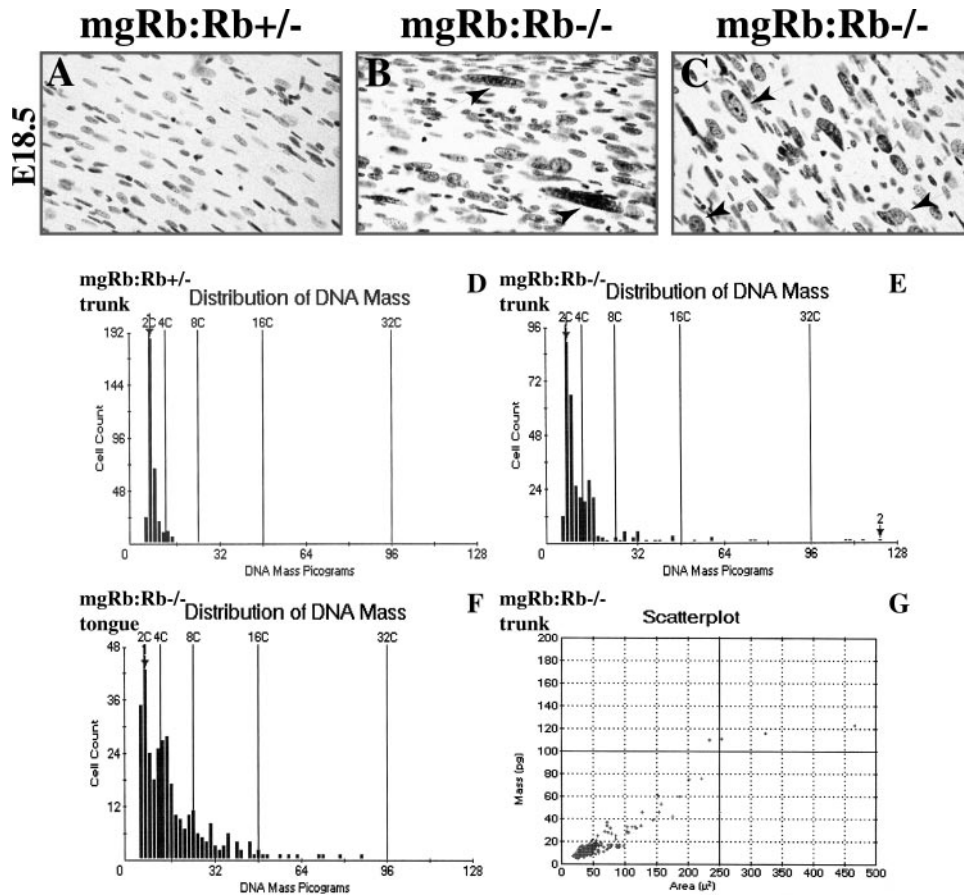 mgRb:Rb+/- mgRb:Rb-/- mgRb:Rb-/-
E18.5
A B C
mgRb:Rb+/-
trunk
D
Distribution of DNA Mass
2C 4C 8C 16C 32C
192
144
96
48
Cell Count
0 32 64 96 128
DNA Mass Picograms
mgRb:Rb-/-
trunk
E
Distribution of DNA Mass
2C 4C 8C 16C 32C
96
72
48
24
Cell Count
2
0 32 64 96 128
DNA Mass Picograms
mgRb:Rb-/-
tongue
F
Distribution of DNA Mass
2C 4C 8C 16C 32C
48
36
24
12
Cell Count
0 32 64 96 128
DNA Mass Picograms
mgRb:Rb-/-
trunk
G
Scatterplot
200
180
160
140
120
100
80
60
40
20
0
Mass (pg)
0 50 100 150 200 250 300 350 400 450 500
Area (µ²)